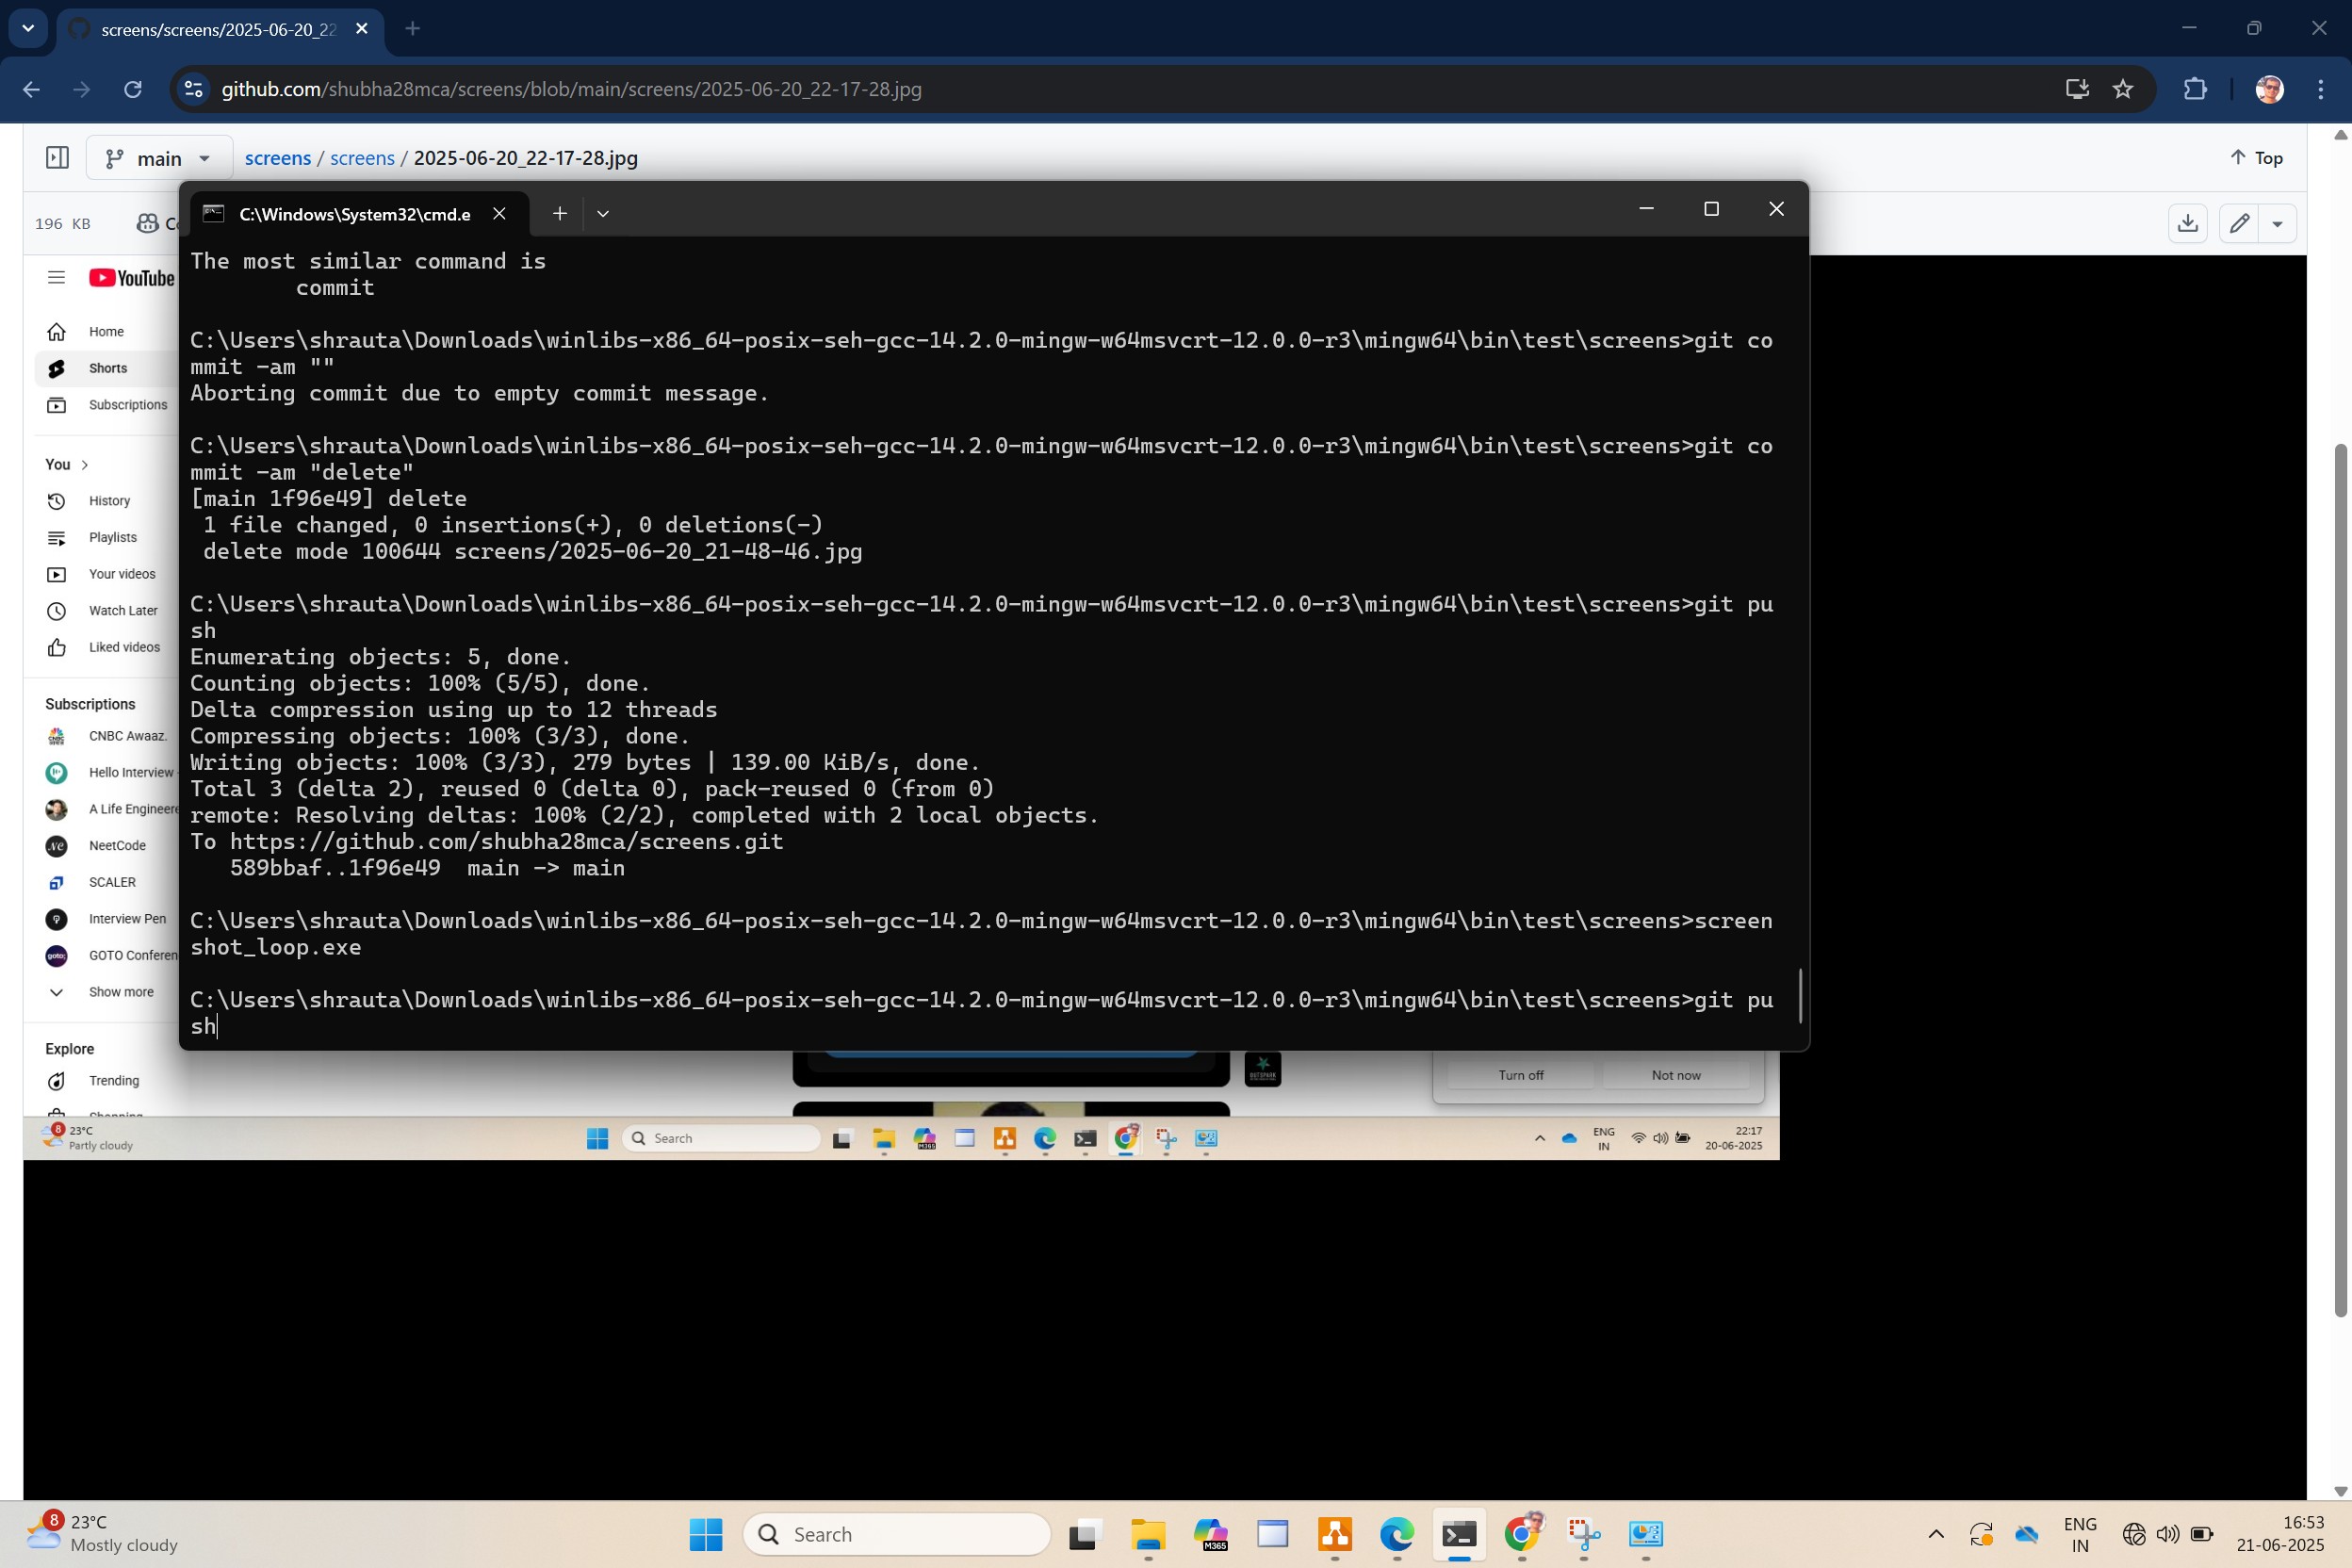 screens/screens/2025-06-20_22
github.com/shubha28mca/screens/blob/main/screens/2025-06-20_22-17-28.jpg
main
screens / screens / 2025-06-20_22-17-28.jpg
Top
196 KB
C:\Windows\System32\cmd.e
The most similar command is
commit
C:\Users\shrauta\Downloads\winlibs-x86_64-posix-seh-gcc-14.2.0-mingw-w64msvcrt-12.0.0-r3\mingw64\bin\test\screens>git co
mmit -am ""
Aborting commit due to empty commit message.
C:\Users\shrauta\Downloads\winlibs-x86_64-posix-seh-gcc-14.2.0-mingw-w64msvcrt-12.0.0-r3\mingw64\bin\test\screens>git co
mmit -am "delete"
[main 1f96e49] delete
1 file changed, 0 insertions(+), 0 deletions(-)
delete mode 100644 screens/2025-06-20_21-48-46.jpg
C:\Users\shrauta\Downloads\winlibs-x86_64-posix-seh-gcc-14.2.0-mingw-w64msvcrt-12.0.0-r3\mingw64\bin\test\screens>git pu
sh
Enumerating objects: 5, done.
Counting objects: 100% (5/5), done.
Delta compression using up to 12 threads
Compressing objects: 100% (3/3), done.
Writing objects: 100% (3/3), 279 bytes | 139.00 KiB/s, done.
Total 3 (delta 2), reused 0 (delta 0), pack-reused 0 (from 0)
remote: Resolving deltas: 100% (2/2), completed with 2 local objects.
To https://github.com/shubha28mca/screens.git
589bbaf..1f96e49  main -> main
C:\Users\shrauta\Downloads\winlibs-x86_64-posix-seh-gcc-14.2.0-mingw-w64msvcrt-12.0.0-r3\mingw64\bin\test\screens>screen
shot_loop.exe
C:\Users\shrauta\Downloads\winlibs-x86_64-posix-seh-gcc-14.2.0-mingw-w64msvcrt-12.0.0-r3\mingw64\bin\test\screens>git pu
sh
YouTube
Home
Shorts
Subscriptions
You
History
Playlists
Your videos
Watch Later
Liked videos
Subscriptions
CNBC Awaaz.
Hello Interview
A Life Engineere
NeetCode
SCALER
Interview Pen
GOTO Conferen
Show more
Explore
Trending
Turn off
Not now
8
23°C
Partly cloudy
Search
M365
ENG
IN
22:17
20-06-2025
8
23°C
Mostly cloudy
Search
M365
ENG
IN
16:53
21-06-2025